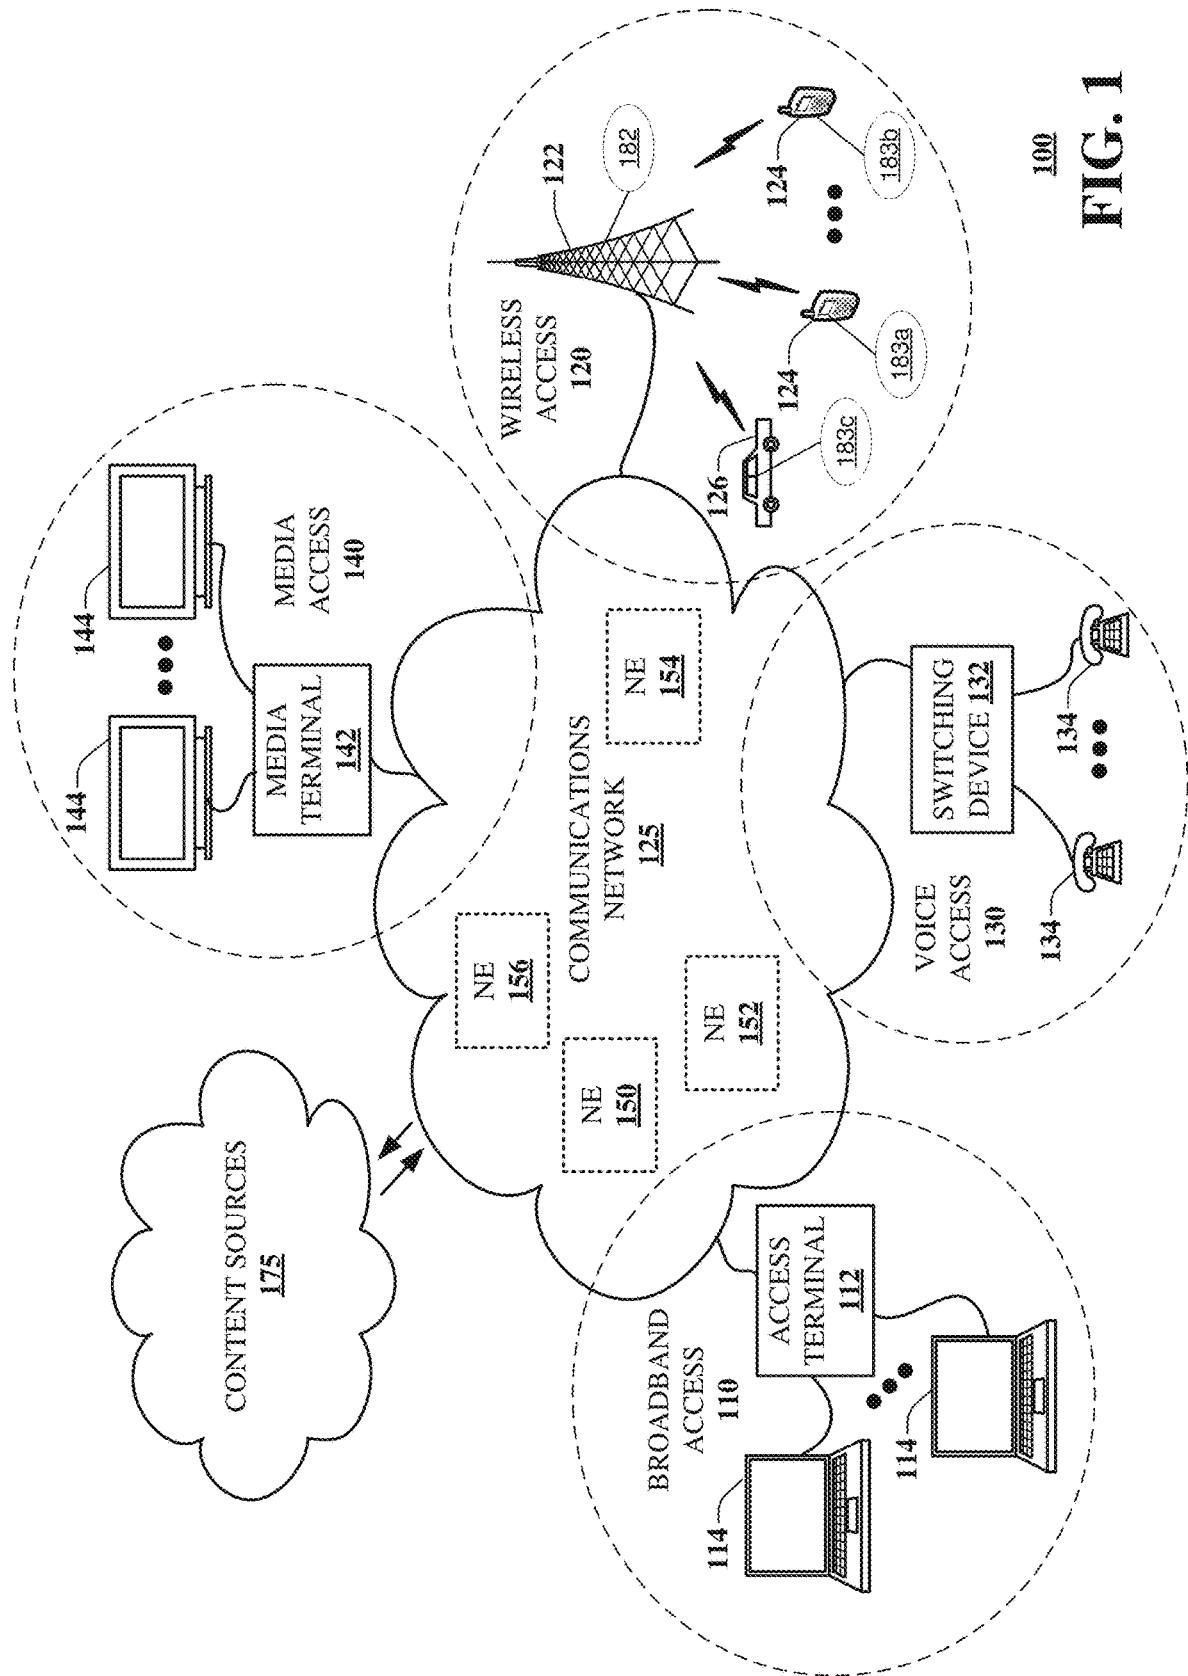 CONTENT SOURCES
175
144
144
MEDIA
TERMINAL
142
MEDIA
ACCESS
140
NE
156
NE
150
NE
152
NE
154
COMMUNICATIONS
NETWORK
125
WIRELESS
ACCESS
120
122
182
126
183c
124
183a
124
183b
BROADBAND
ACCESS
110
ACCESS
TERMINAL
112
114
114
VOICE
ACCESS
130
SWITCHING
DEVICE 132
134
134
100
FIG. 1